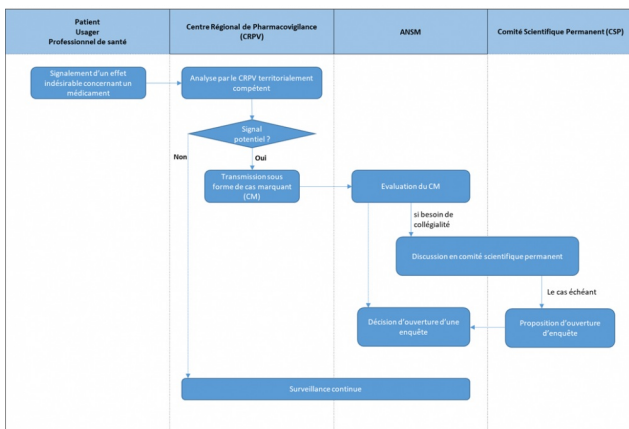 Patient
Usager
Professionnel de santé
Centre Régional de Pharmacovigilance
(CRPV)
ANSM
Comité Scientifique Permanent (CSP)
Signalement d'un effet
indésirable concernant un
médicament
Analyse par le CRPV territorialement
compétent
Signal
potentiel ?
Non
Oui
Transmission sous
forme de cas marquant
(CM)
Evaluation du CM
si besoin de
collégialité
Discussion en comité scientifique permanent
Le cas échéant
Décision d'ouverture d'une
enquête
Proposition d'ouverture
d'enquête
Surveillance continue